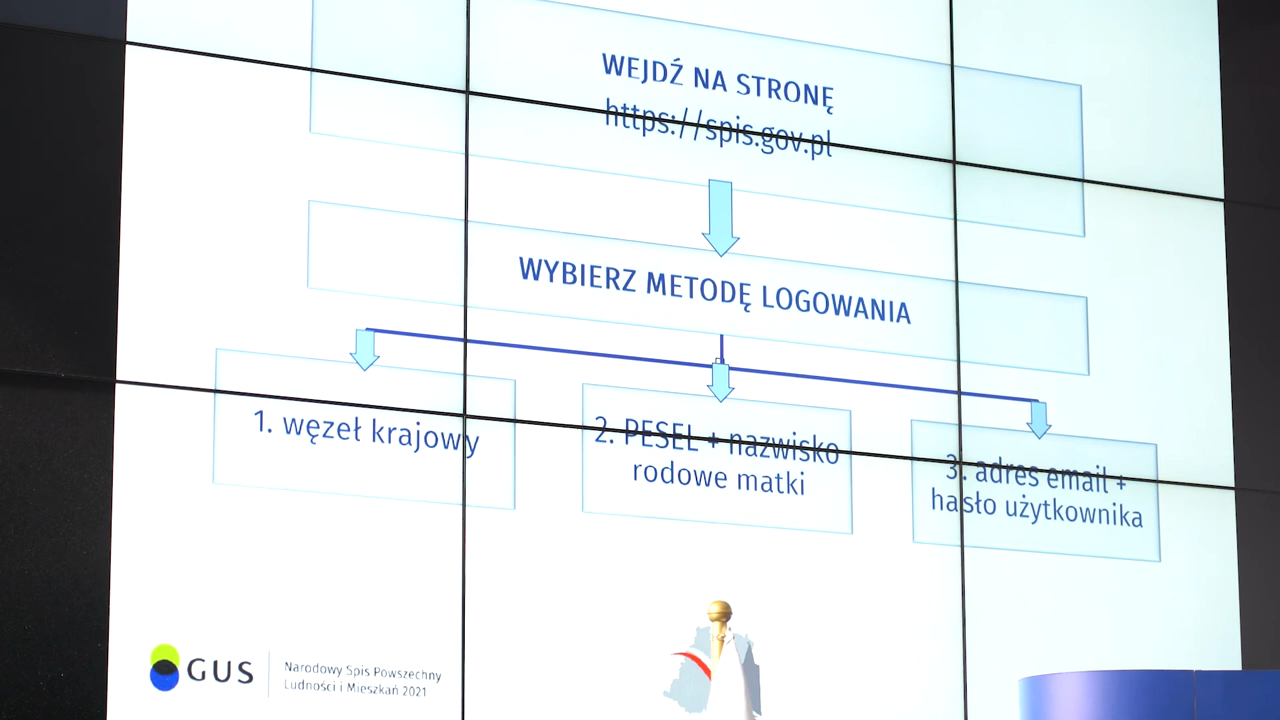 WEJDŹ NA STRONĘ
https://spis.gov.pl
WYBIERZ METODĘ LOGOWANIA
1. węzeł krajowy
2. PESEL + nazwisko
rodowe matki
3. adres email +
hasło użytkownika
GUS
Narodowy Spis Powszechny
Ludności i Mieszkań 2021